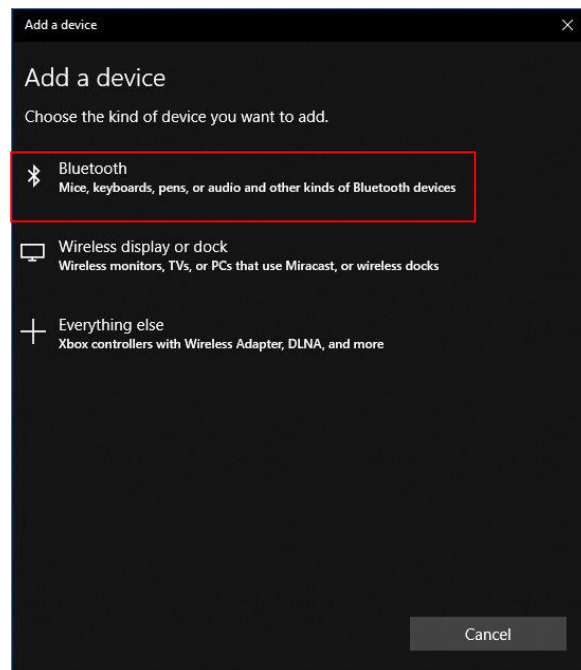 Add a device
Add a device
Choose the kind of device you want to add.
Bluetooth
Mice, keyboards, pens, or audio and other kinds of Bluetooth devices
Wireless display or dock
Wireless monitors, TVs, or PCs that use Miracast, or wireless docks
Everything else
Xbox controllers with Wireless Adapter, DLNA, and more
Cancel